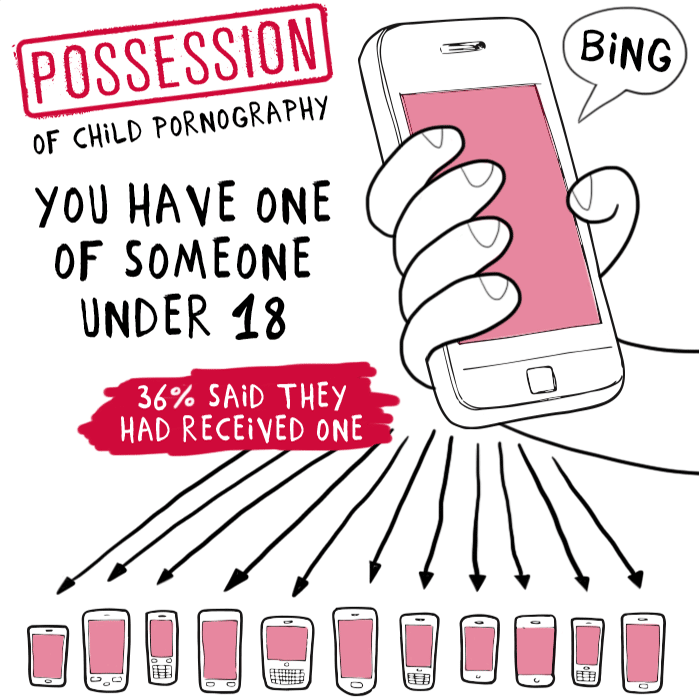 POSSESSION
OF CHiLD PORNOGRAPHY
YOU HAVE ONE
OF SOMEONE
UNDER 18
36% SAiD THEY
HAD RECEiVED ONE
BiNG